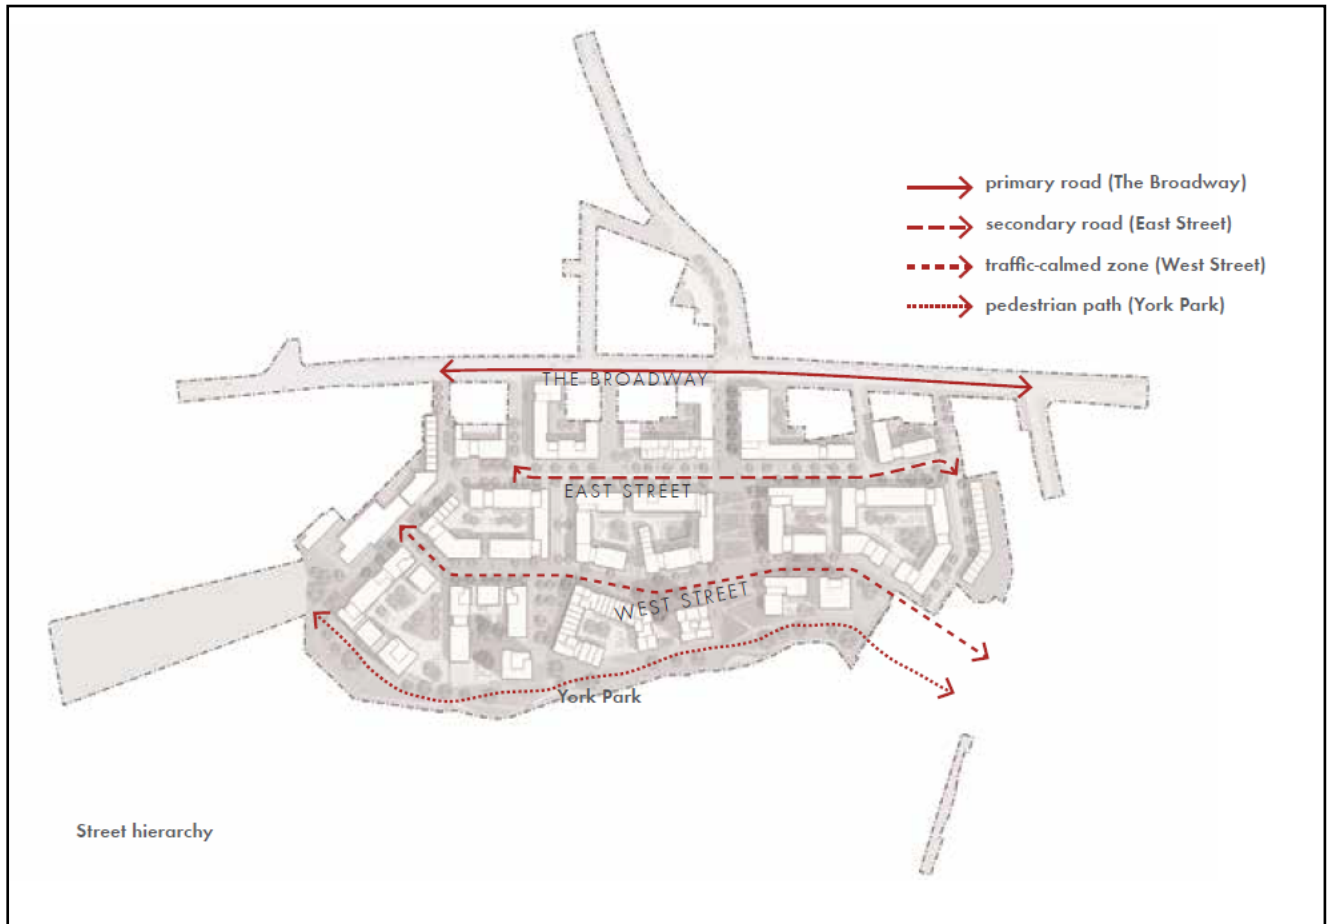 primary road (The Broadway)
secondary road (East Street)
traffic-calmed zone (West Street)
pedestrian path (York Park)
THE BROADWAY
EAST STREET
WEST STREET
York Park
Street hierarchy